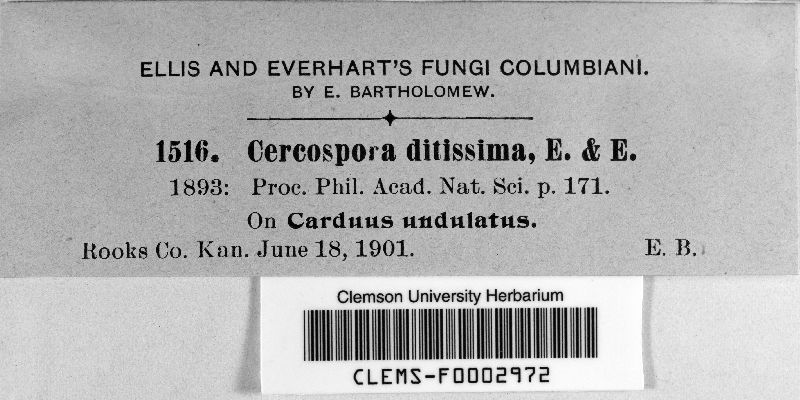 ELLIS AND EVERHART'S FUNGI COLUMBIANI.
BY E. BARTHOLOMEW.
1516. Cercospora ditissima, E. & E.
1893: Proc. Phil. Acad. Nat. Sci. p. 171.
On Carduus undulatus.
Rooks Co. Kan. June 18, 1901. E. B.
Clemson University Herbarium
CLEMS-F0002972